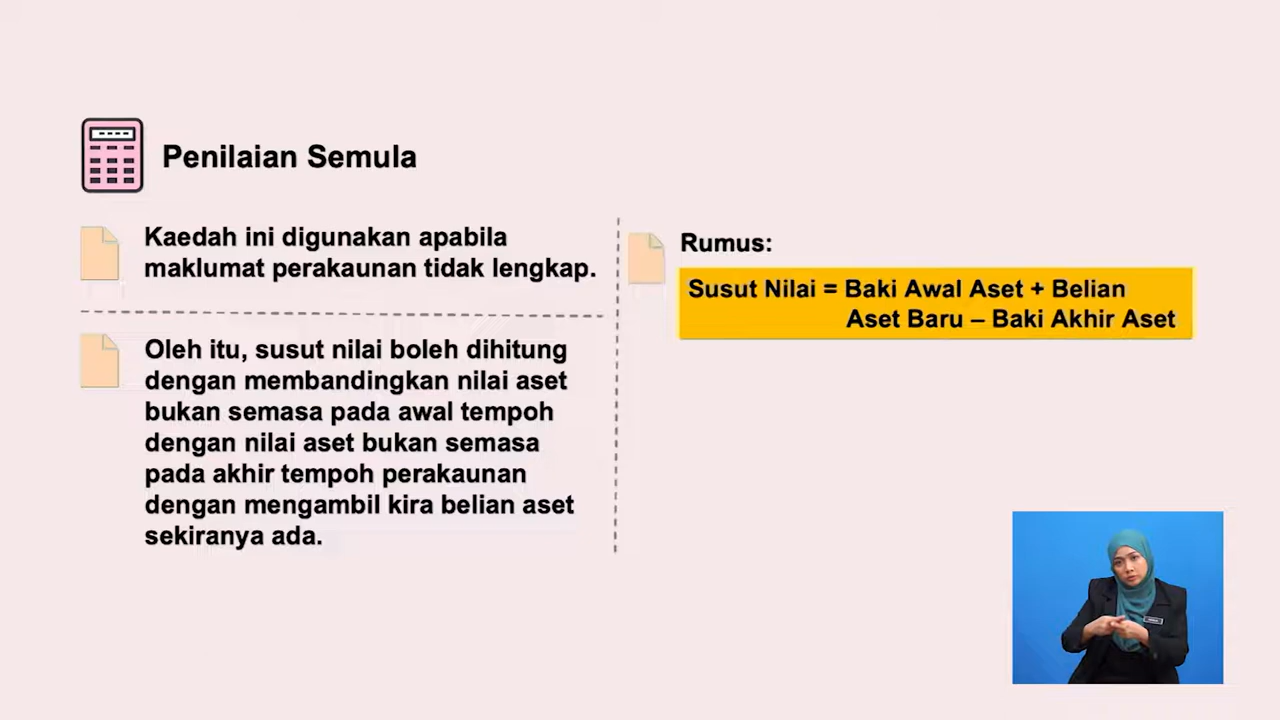 Penilaian Semula
Kaedah ini digunakan apabila
maklumat perakaunan tidak lengkap.
Oleh itu, susut nilai boleh dihitung
dengan membandingkan nilai aset
bukan semasa pada awal tempoh
dengan nilai aset bukan semasa
pada akhir tempoh perakaunan
dengan mengambil kira belian aset
sekiranya ada.
Rumus:
Susut Nilai = Baki Awal Aset + Belian
Aset Baru – Baki Akhir Aset